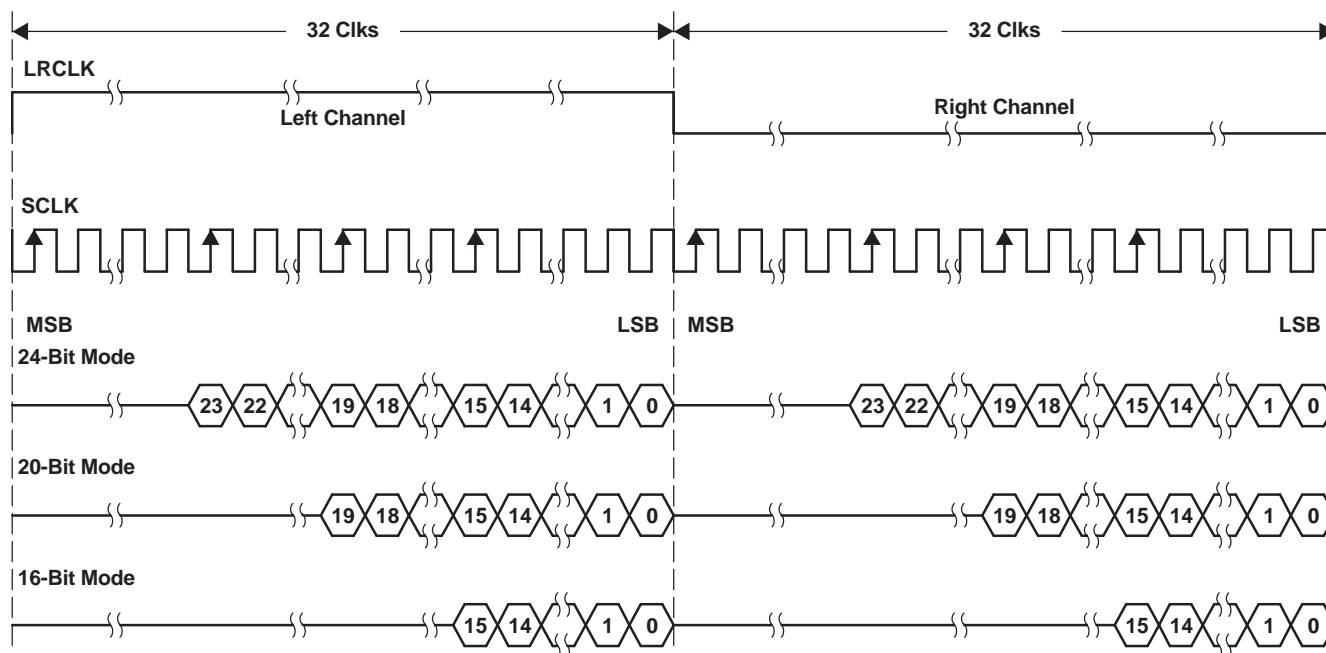 32 Clks 32 Clks
LRCLK
Left Channel Right Channel
SCLK
MSB LSB MSB LSB
24-Bit Mode
23 22 19 18 15 14 1 0 23 22 19 18 15 14 1 0
20-Bit Mode
19 18 15 14 1 0 19 18 15 14 1 0
16-Bit Mode
15 14 1 0 15 14 1 0